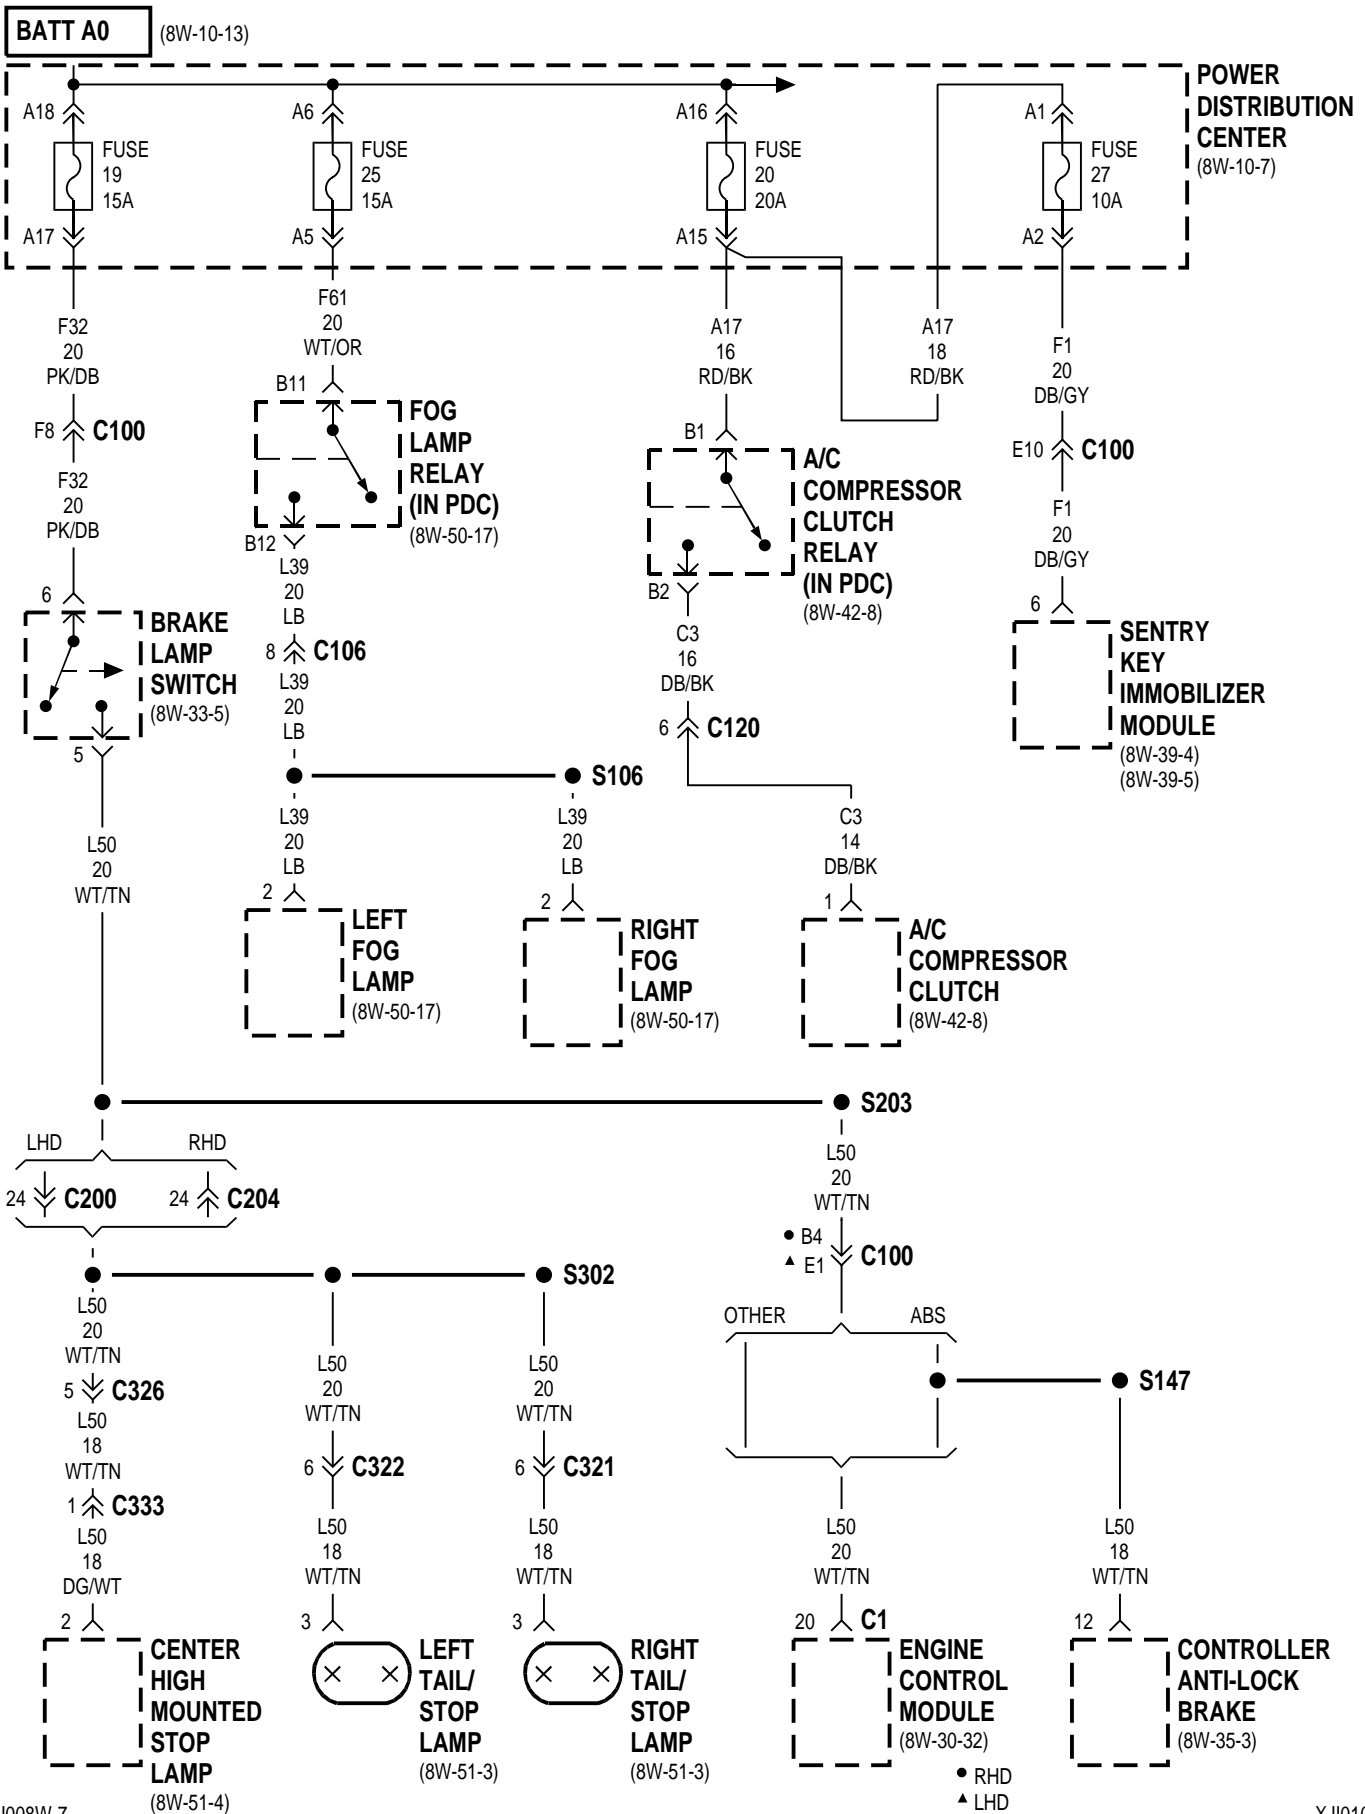 BATT A0 (8W-10-13)
POWER
DISTRIBUTION
CENTER
(8W-10-7)
A18
FUSE
19
15A
A17
A6
FUSE
25
15A
A5
A16
FUSE
20
20A
A15
A1
FUSE
27
10A
A2
F32
20
PK/DB
F8 C100
F32
20
PK/DB
6
BRAKE
LAMP
SWITCH
(8W-33-5)
5
L50
20
WT/TN
F61
20
WT/OR
B11
FOG
LAMP
RELAY
(IN PDC)
(8W-50-17)
B12
L39
20
LB
8 C106
L39
20
LB
S106
L39
20
LB
2
LEFT
FOG
LAMP
(8W-50-17)
L39
20
LB
2
RIGHT
FOG
LAMP
(8W-50-17)
A17
16
RD/BK
B1
A/C
COMPRESSOR
CLUTCH
RELAY
(IN PDC)
(8W-42-8)
B2
C3
16
DB/BK
6 C120
C3
14
DB/BK
1
A/C
COMPRESSOR
CLUTCH
(8W-42-8)
A17
18
RD/BK
F1
20
DB/GY
E10 C100
F1
20
DB/GY
6
SENTRY
KEY
IMMOBILIZER
MODULE
(8W-39-4)
(8W-39-5)
S203
LHD RHD
24 C200 24 C204
S302
L50
20
WT/TN
5 C326
L50
18
WT/TN
1 C333
L50
18
DG/WT
2
CENTER
HIGH
MOUNTED
STOP
LAMP
(8W-51-4)
L50
20
WT/TN
6 C322
L50
18
WT/TN
3
LEFT
TAIL/
STOP
LAMP
(8W-51-3)
L50
20
WT/TN
6 C321
L50
18
WT/TN
3
RIGHT
TAIL/
STOP
LAMP
(8W-51-3)
L50
20
WT/TN
● B4
▲ E1 C100
OTHER ABS
S147
L50
20
WT/TN
20 C1
ENGINE
CONTROL
MODULE
(8W-30-32)
● RHD
▲ LHD
L50
18
WT/TN
12
CONTROLLER
ANTI-LOCK
BRAKE
(8W-35-3)